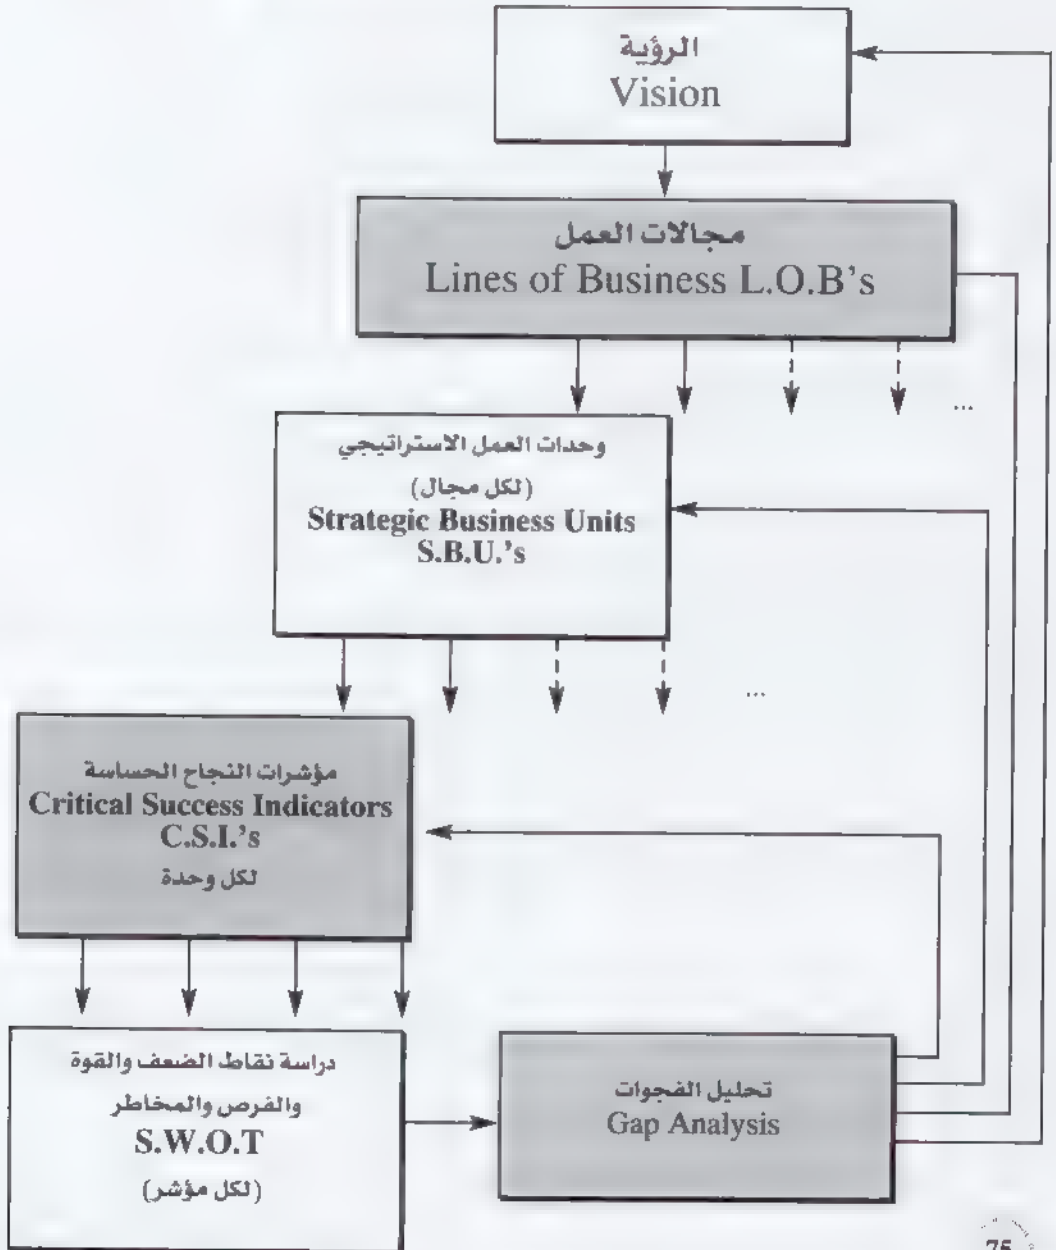 الرؤية
Vision
مجالات العمل
Lines of Business L.O.B's
...
وحدات العمل الاستراتيجي
(لكل مجال)
Strategic Business Units
S.B.U.'s
...
مؤشرات النجاح الحساسة
Critical Success Indicators
C.S.I.'s
لكل وحدة
دراسة نقاط الضعف والقوة
والفرص والمخاطر
S.W.O.T
(لكل مؤشر)
تحليل الفجوات
Gap Analysis
75